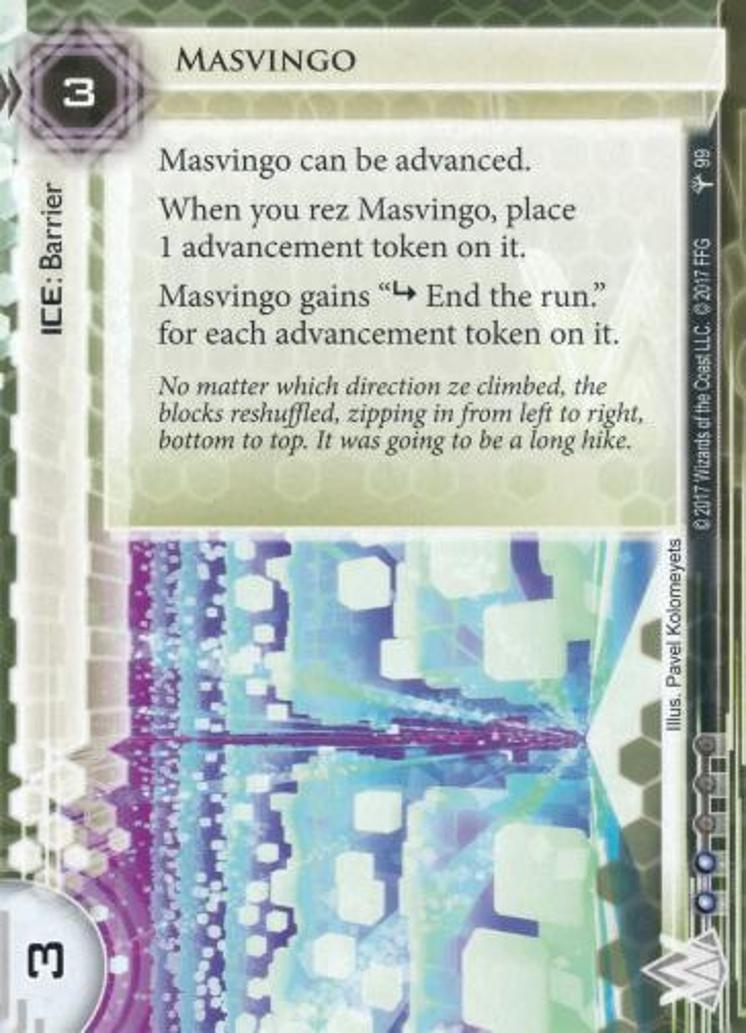 3
MASVINGO
Masvingo can be advanced.
When you rez Masvingo, place
1 advancement token on it.
Masvingo gains “↳ End the run.”
for each advancement token on it.
No matter which direction ze climbed, the
blocks reshuffled, zipping in from left to right,
bottom to top. It was going to be a long hike.
ICE: Barrier
3
Illus. Pavel Kolomeyets
© 2017 Wizards of the Coast LLC. © 2017 FFG
99